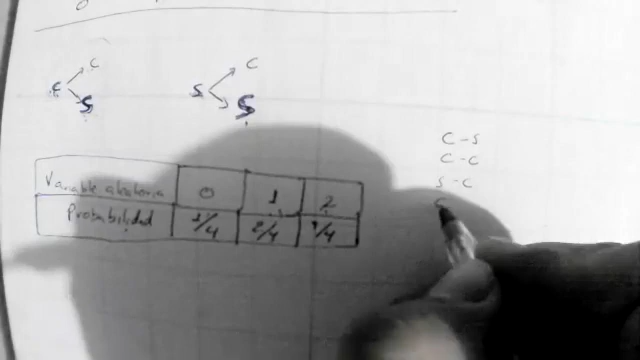 C C
C S S S
C - S
C - C
S - C
Variable aleatoria 0 1 2
Probabilidad 1/4 2/4 1/4